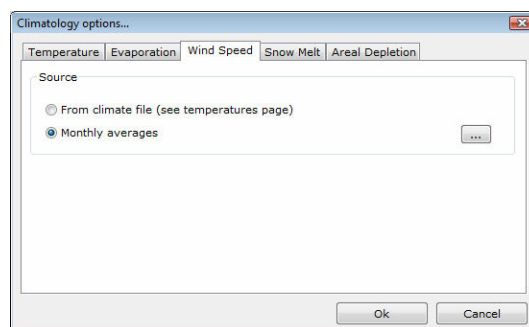 Climatology options...
Temperature Evaporation Wind Speed Snow Melt Areal Depletion
Source
From climate file (see temperatures page)
Monthly averages ...
Ok Cancel